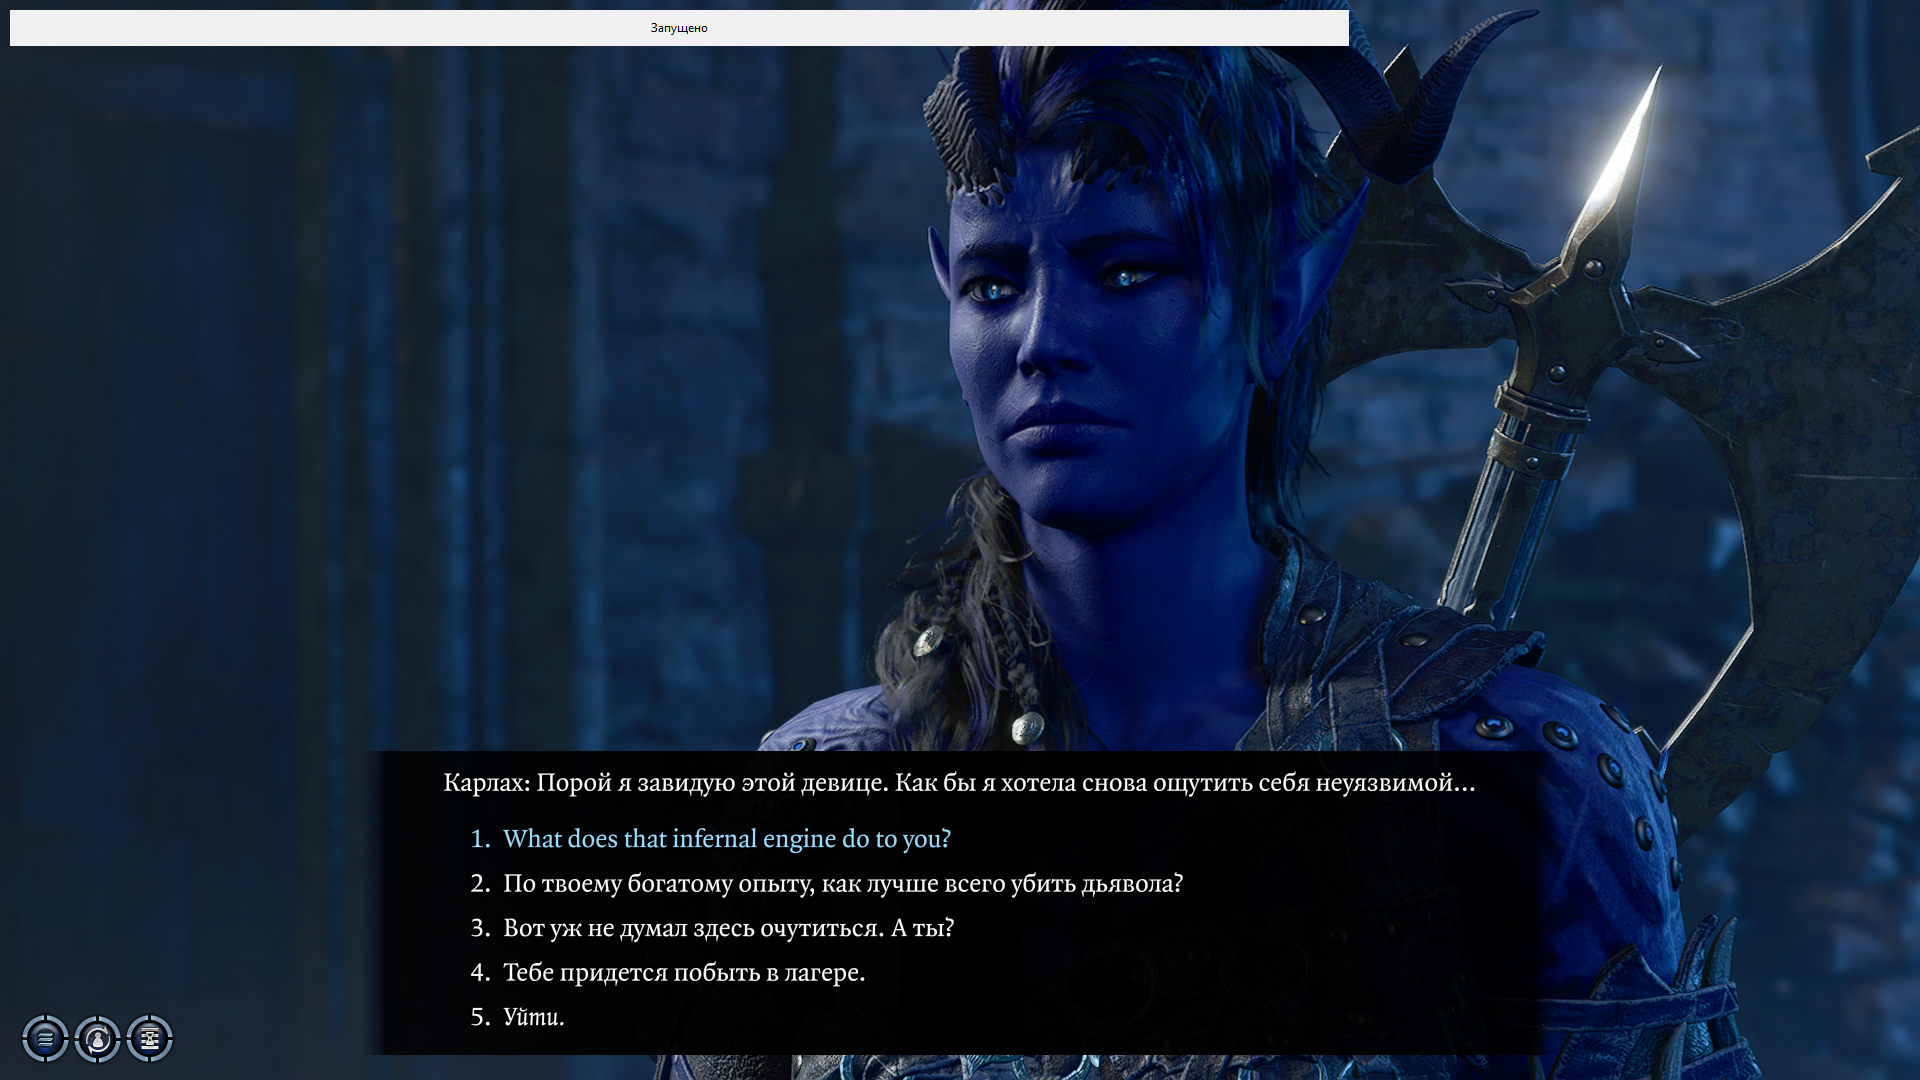 Запущено
Карлах: Порой я завидую этой девице. Как бы я хотела снова ощутить себя неуязвимой...
1. What does that infernal engine do to you?
2. По твоему богатому опыту, как лучше всего убить дьявола?
3. Вот уж не думал здесь очутиться. А ты?
4. Тебе придется побыть в лагере.
5. Уйти.